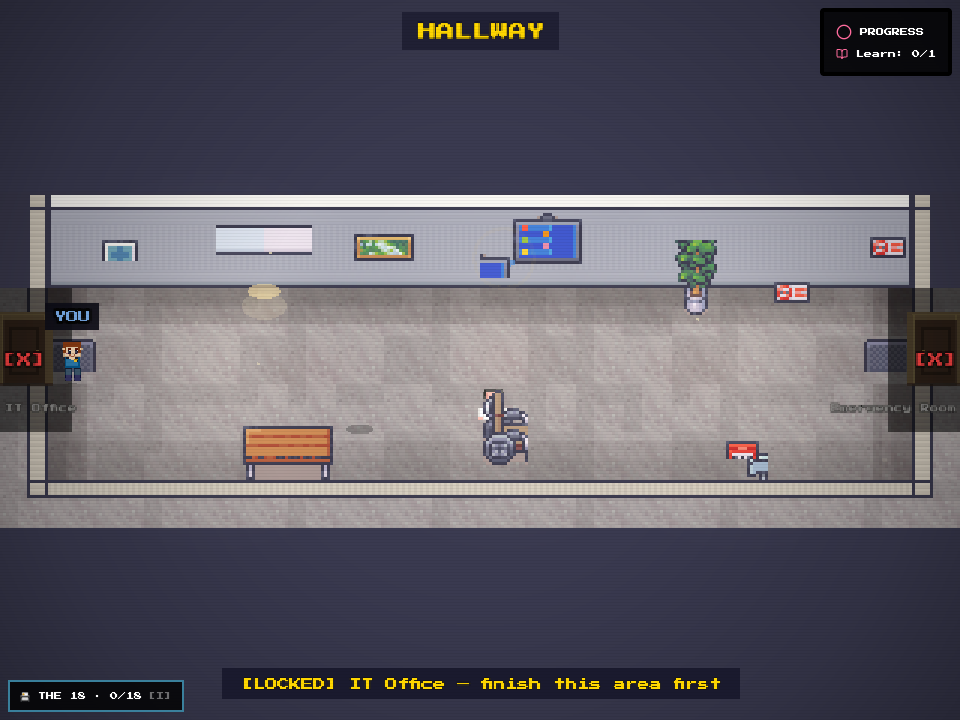 HALLWAY
PROGRESS
Learn: 0/1
YOU
[X]
[X]
IT Office
Emergency Room
[LOCKED] IT Office — finish this area first
THE 18 · 0/18 [I]